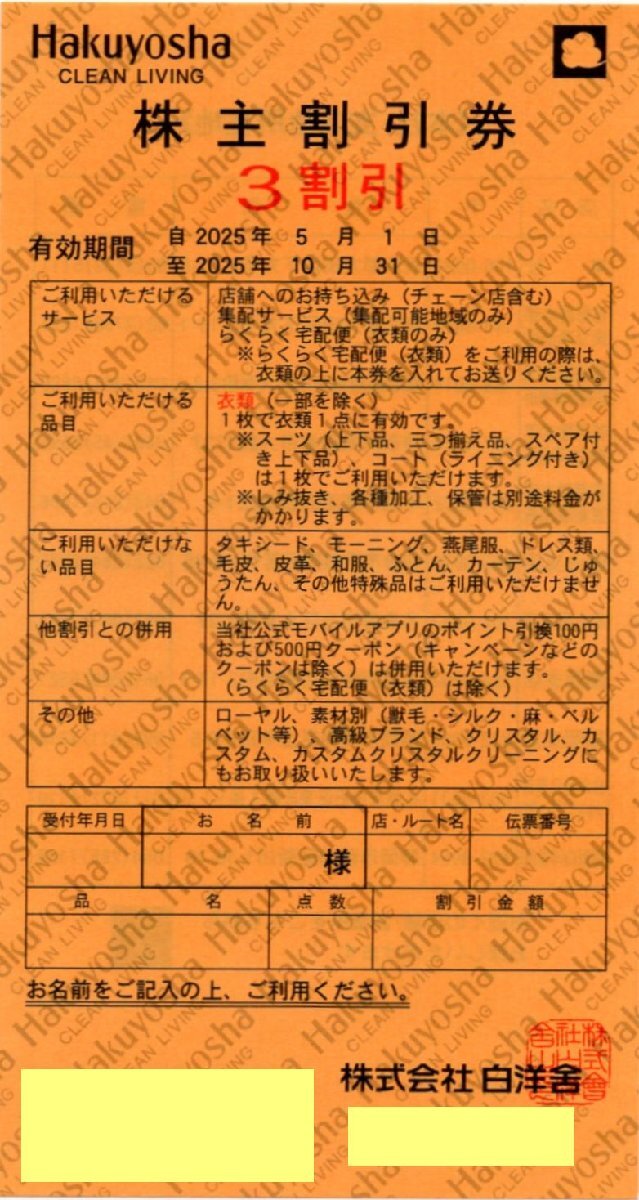 Hakuyosha
CLEAN LIVING
株主割引券
3割引
有効期間
自 2025年 5 月 1 日
至 2025年 10 月 31 日
ご利用いただける
サービス
店舗へのお持ち込み（チェーン店含む）
集配サービス（集配可能地域のみ）
らくらく宅配便（衣類のみ）
※らくらく宅配便（衣類）をご利用の際は、
衣類の上に本券を入れてお送りください。
ご利用いただける
品目
衣類（一部を除く）
1枚で衣類1点に有効です。
※スーツ（上下品、三つ揃え品、スペア付
き上下品）、コート（ライニング付き）
は1枚でご利用いただけます。
※しみ抜き、各種加工、保管は別途料金が
かかります。
ご利用いただけな
い品目
タキシード、モーニング、燕尾服、ドレス類、
毛皮、皮革、和服、ふとん、カーテン、じゅ
うたん、その他特殊品はご利用いただけませ
ん。
他割引との併用
当社公式モバイルアプリのポイント引換100円
および500円クーポン（キャンペーンなどの
クーポンは除く）は併用いただけます。
（らくらく宅配便（衣類）は除く）
その他
ローヤル、素材別（獣毛・シルク・麻・ベル
ベット等）、高級ブランド、クリスタル、カ
スタム、カスタムクリスタルクリーニングに
もお取り扱いいたします。
受付年月日 お名前 店・ルート名 伝票番号
様
品名 点数 割引金額
お名前をご記入の上、ご利用ください。
株式会社 白洋舍